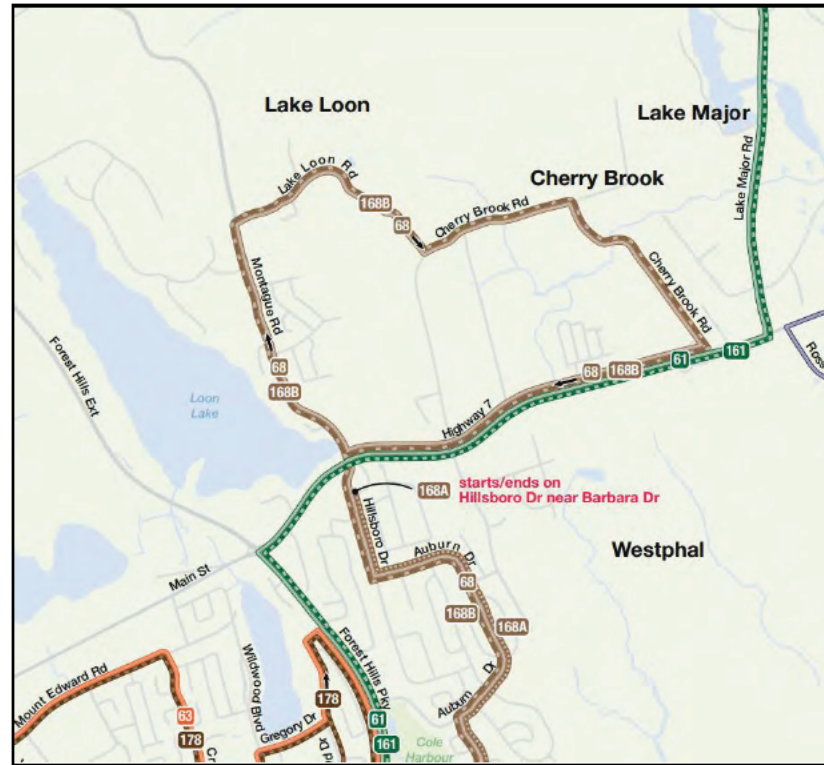 Lake Loon
Lake Major
Cherry Brook
Lake Loon Rd
168B
68
Cherry Brook Rd
Lake Major Rd
Montague Rd
Cherry Brook Rd
Forest Hills Ext
68
168B
68
168B
61
161
Ross
Loon
Lake
Highway 7
168A
starts/ends on
Hillsboro Dr near Barbara Dr
Hillsboro Dr
Auburn Dr
Westphal
Main St
68
168B
168A
Mount Edward Rd
Wildwood Blvd
Forest Hills Pky
Auburn Dr
63
178
Gregory Dr
178
61
161
Cole
Harbour